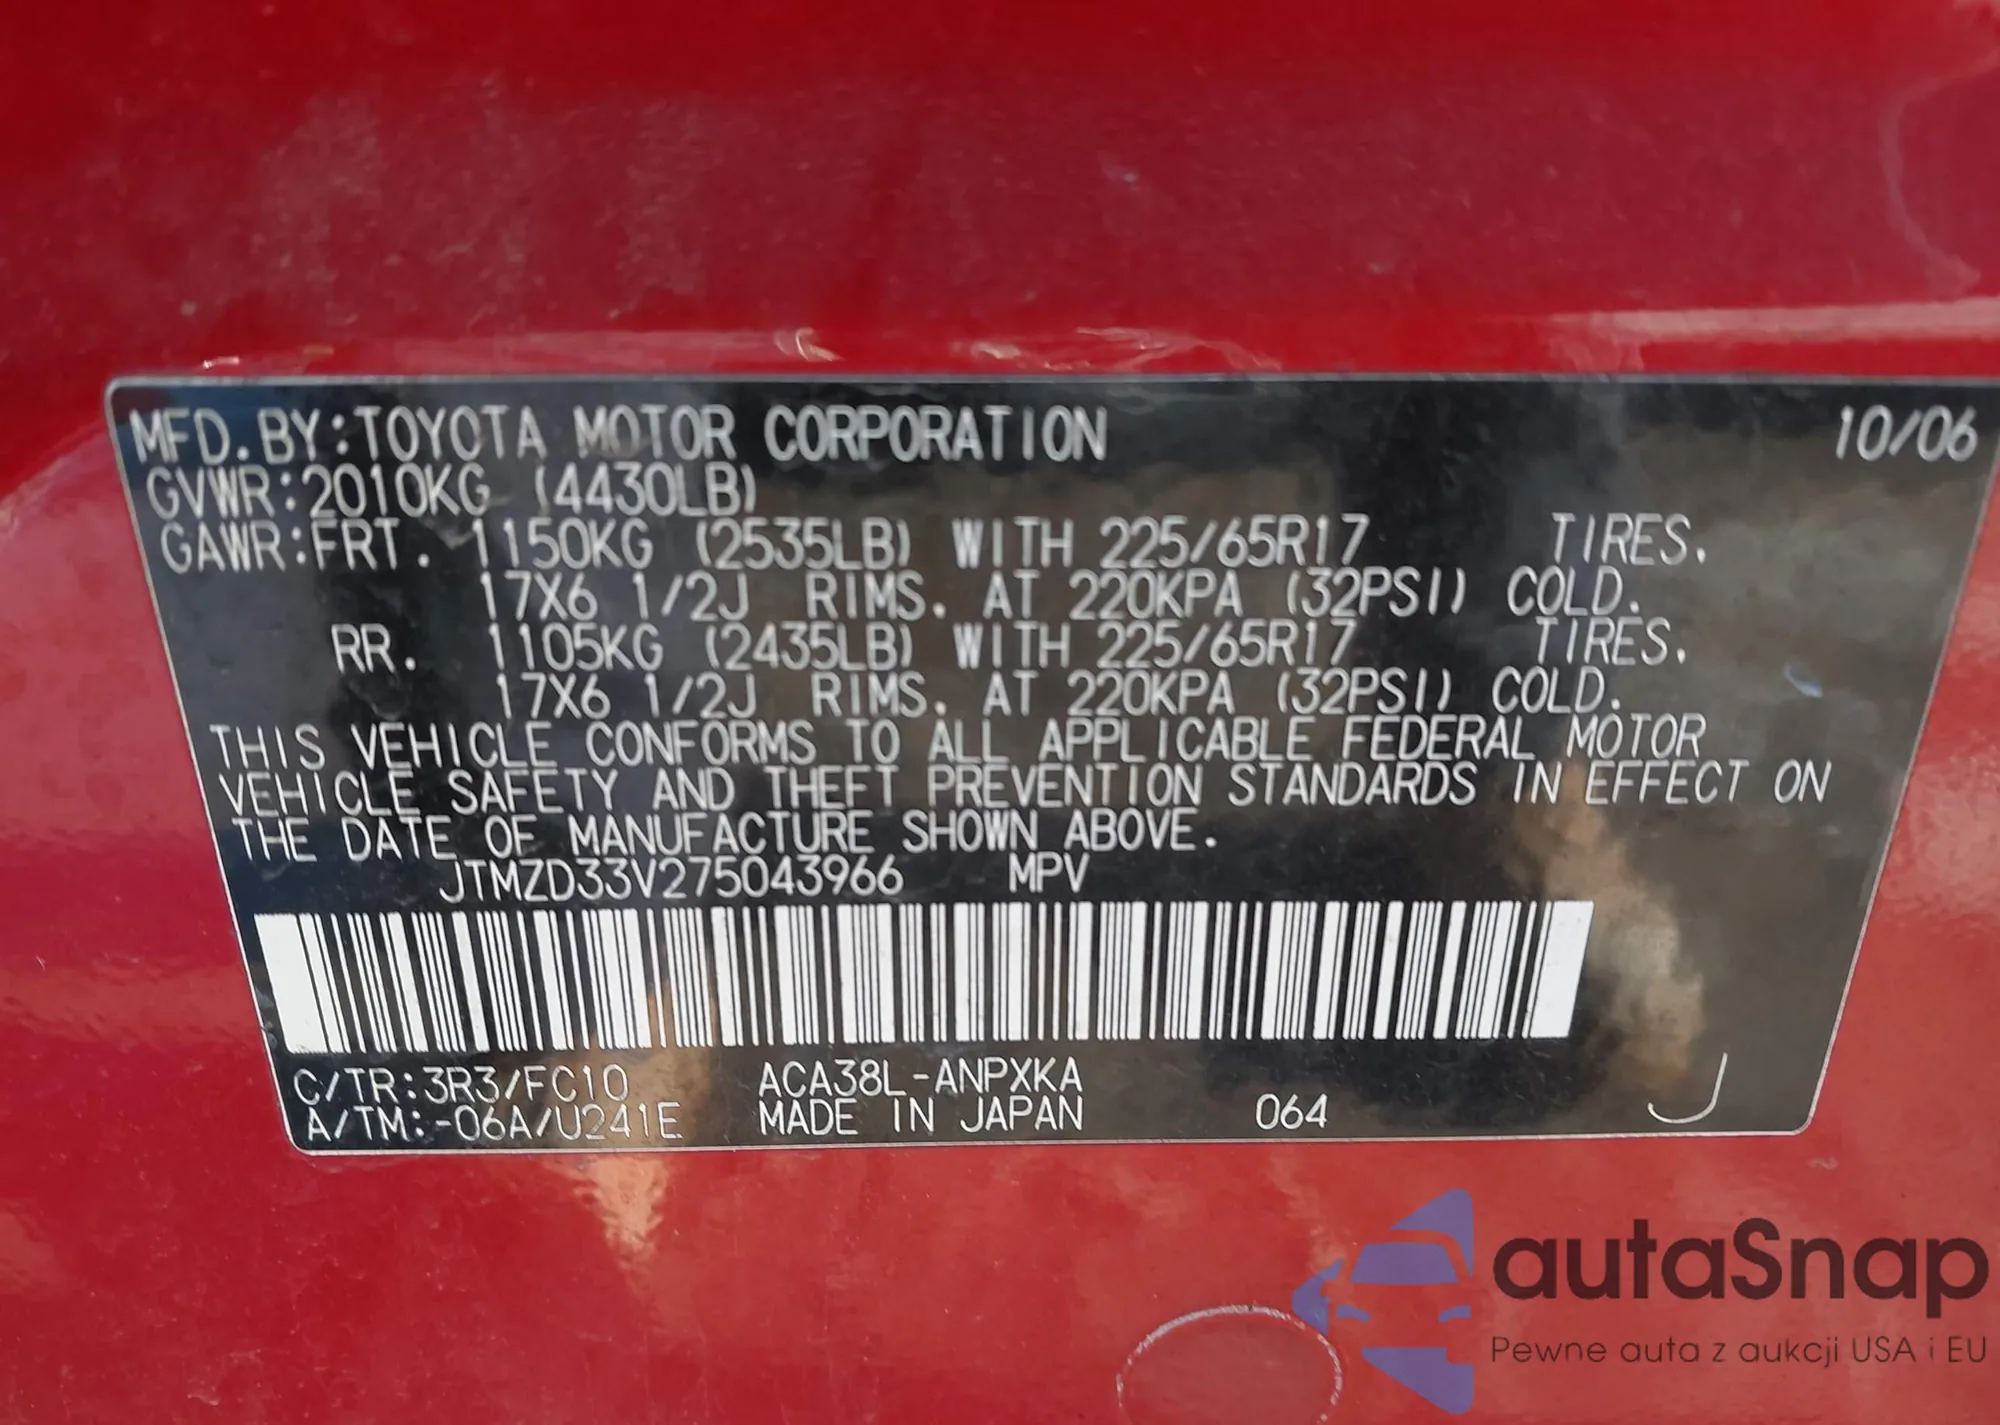 MFD.BY:TOYOTA MOTOR CORPORATION 10/06
GVWR:2010KG (4430LB)
GAWR:FRT. 1150KG (2535LB) WITH 225/65R17 TIRES.
17X6 1/2J RIMS. AT 220KPA (32PSI) COLD.
RR. 1105KG (2435LB) WITH 225/65R17 TIRES.
17X6 1/2J RIMS. AT 220KPA (32PSI) COLD.
THIS VEHICLE CONFORMS TO ALL APPLICABLE FEDERAL MOTOR
VEHICLE SAFETY AND THEFT PREVENTION STANDARDS IN EFFECT ON
THE DATE OF MANUFACTURE SHOWN ABOVE.
JTMZD33V275043966 MPV
C/TR:3R3/FC10 ACA38L-ANPXKA
A/TM:-06A/U241E MADE IN JAPAN 064 J
autaSnap
Pewne auta z aukcji USA i EU